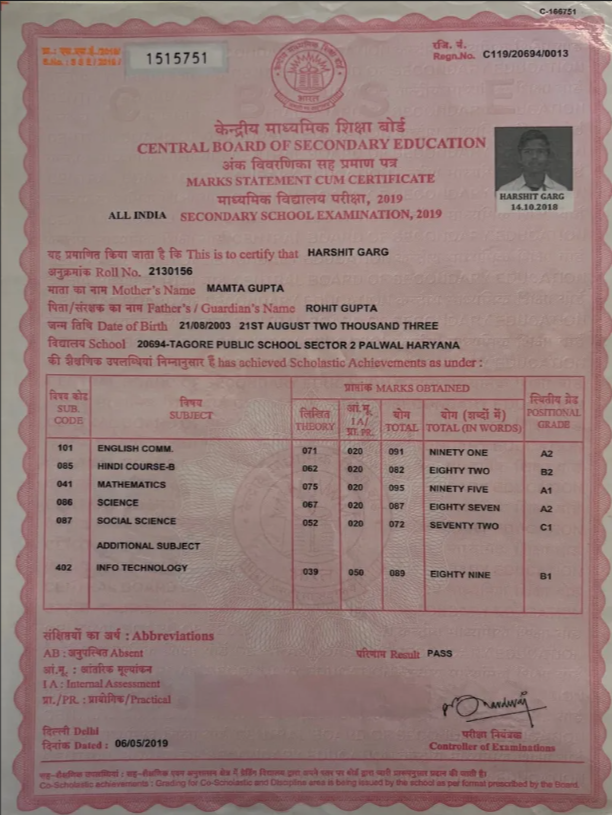 C-166751
क्र.: एस.एस.ई./2019/
S.No. : S S E / 2019 /
1515751
रजि. नं.
Regn.No. C119/20694/0013
भारत
केन्द्रीय माध्यमिक शिक्षा बोर्ड
CENTRAL BOARD OF SECONDARY EDUCATION
अंक विवरणिका सह प्रमाण पत्र
MARKS STATEMENT CUM CERTIFICATE
माध्यमिक विद्यालय परीक्षा, 2019
ALL INDIA SECONDARY SCHOOL EXAMINATION, 2019
HARSHIT GARG
14.10.2018
यह प्रमाणित किया जाता है कि This is to certify that HARSHIT GARG
अनुक्रमांक Roll No. 2130156
माता का नाम Mother's Name MAMTA GUPTA
पिता/संरक्षक का नाम Father's / Guardian's Name ROHIT GUPTA
जन्म तिथि Date of Birth 21/08/2003 21ST AUGUST TWO THOUSAND THREE
विद्यालय School 20694-TAGORE PUBLIC SCHOOL SECTOR 2 PALWAL HARYANA
की शैक्षणिक उपलब्धियां निम्नानुसार हैं has achieved Scholastic Achievements as under :
विषय कोड SUB. CODE
विषय SUBJECT
प्राप्तांक MARKS OBTAINED
लिखित THEORY
आं.मू. I A/ प्रा./PR.
योग TOTAL
योग (शब्दों में) TOTAL (IN WORDS)
स्थितीय ग्रेड POSITIONAL GRADE
101 ENGLISH COMM. 071 020 091 NINETY ONE A2
085 HINDI COURSE-B 062 020 082 EIGHTY TWO B2
041 MATHEMATICS 075 020 095 NINETY FIVE A1
086 SCIENCE 067 020 087 EIGHTY SEVEN A2
087 SOCIAL SCIENCE 052 020 072 SEVENTY TWO C1
ADDITIONAL SUBJECT
402 INFO TECHNOLOGY 039 050 089 EIGHTY NINE B1
संक्षिप्तियों का अर्थ : Abbreviations
AB : अनुपस्थित Absent
परिणाम Result PASS
आं.मू. : आंतरिक मूल्यांकन
I A : Internal Assessment
प्रा./PR. : प्रायोगिक/Practical
दिल्ली Delhi
दिनांक Dated : 06/05/2019
परीक्षा नियंत्रक
Controller of Examinations
Co-Scholastic achievements : Grading for Co-Scholastic and Discipline area is being issued by the school as per format prescribed by the Board.